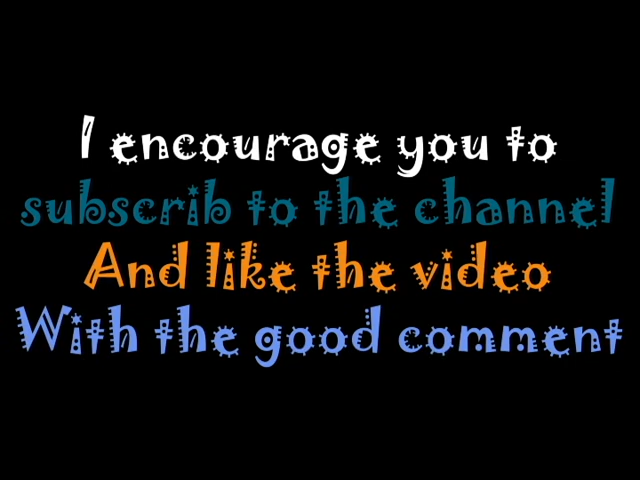 I encourage you to
subscrib to the channel
And like the video
With the good comment